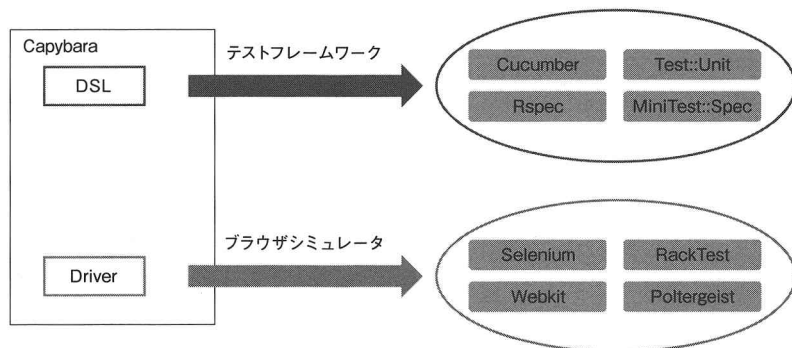 Capybara
DSL
テストフレームワーク
Cucumber
Test::Unit
Rspec
MiniTest::Spec
Driver
ブラウザシミュレータ
Selenium
RackTest
Webkit
Poltergeist